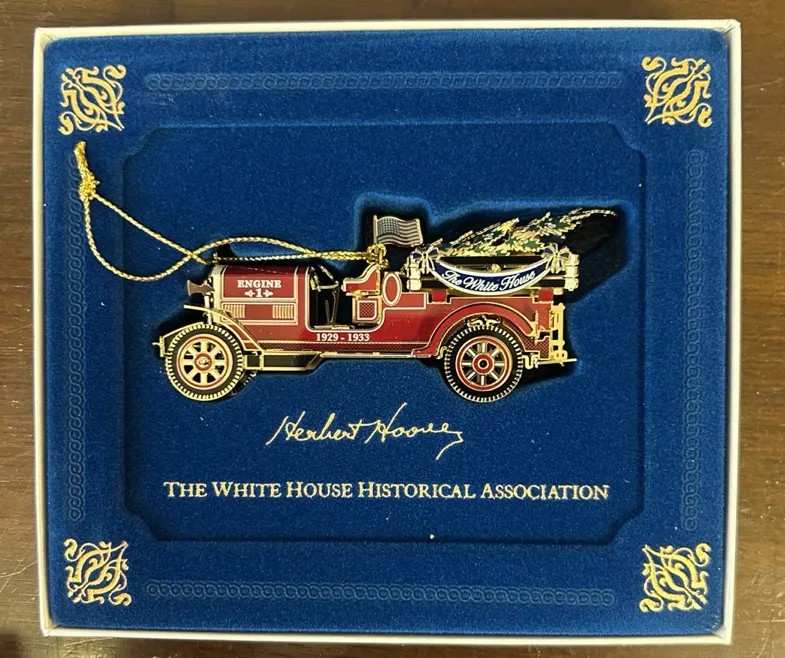 ENGINE
1
The White House
1929 - 1933
Herbert Hoover
THE WHITE HOUSE HISTORICAL ASSOCIATION